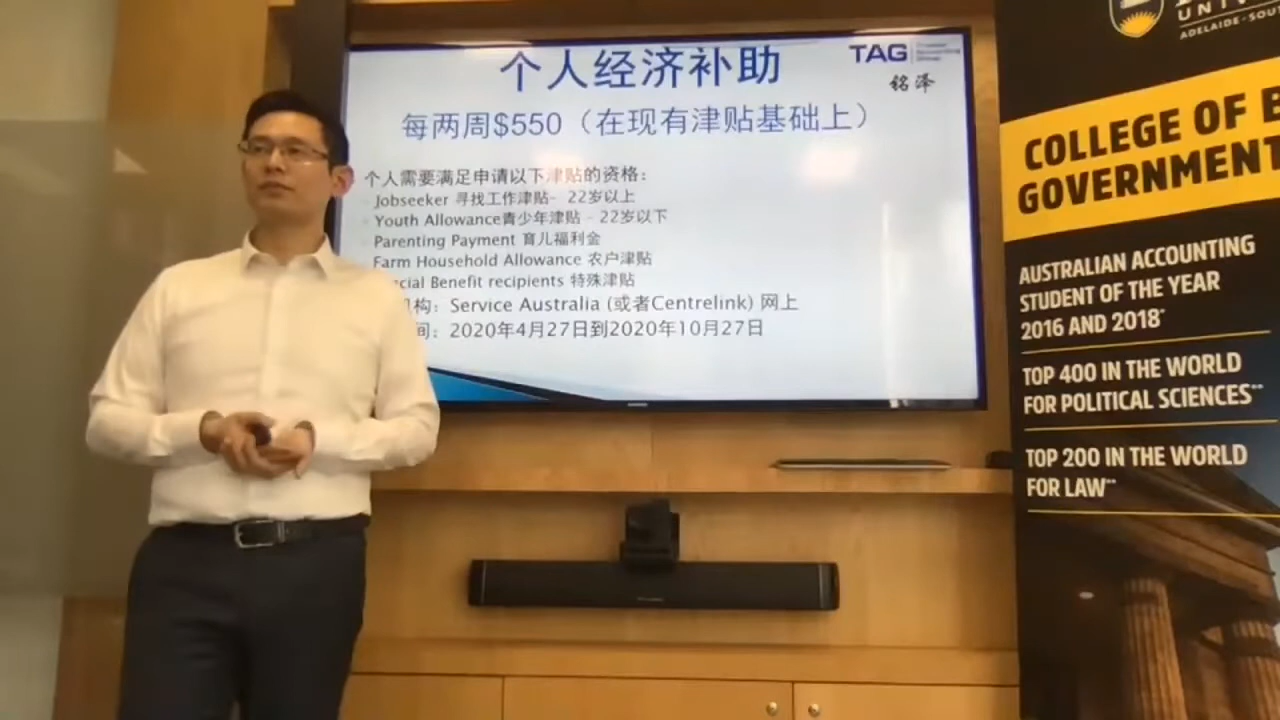 个人经济补助
TAG
铭泽
每两周$550（在现有津贴基础上）
个人需要满足申请以下津贴的资格：
Jobseeker 寻找工作津贴- 22岁以上
Youth Allowance青少年津贴 - 22岁以下
Parenting Payment 育儿福利金
Farm Household Allowance 农户津贴
cial Benefit recipients 特殊津贴
机构：Service Australia (或者Centrelink) 网上
间：2020年4月27日到2020年10月27日
UNIV
ADELAIDE · SOU
COLLEGE OF B
GOVERNMENT
AUSTRALIAN ACCOUNTING
STUDENT OF THE YEAR
2016 AND 2018*
TOP 400 IN THE WORLD
FOR POLITICAL SCIENCES**
TOP 200 IN THE WORLD
FOR LAW**